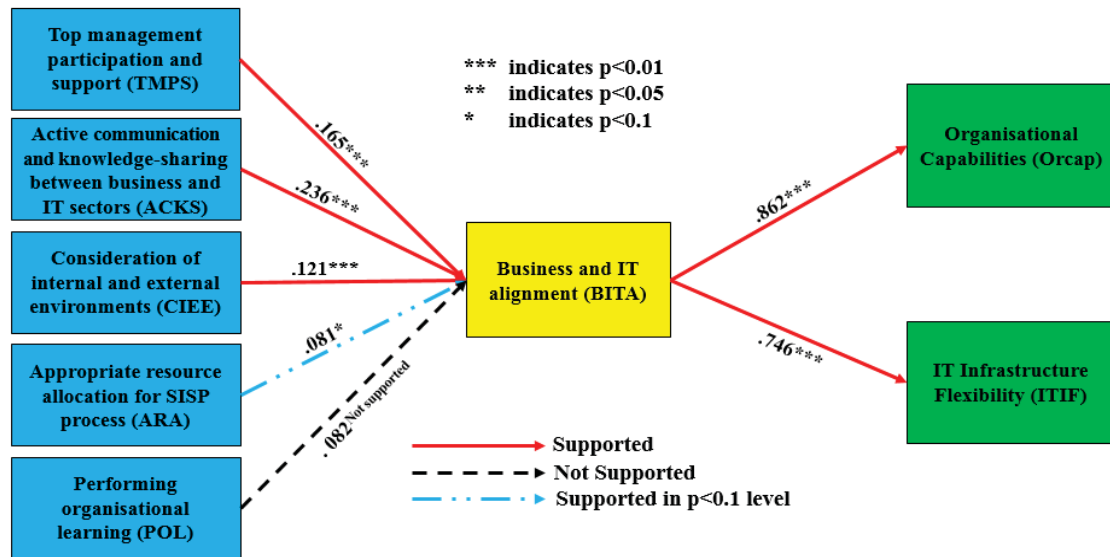 Top management
participation and
support (TMPS)
Active communication
and knowledge-sharing
between business and
IT sectors (ACKS)
Consideration of
internal and external
environments (CIEE)
Appropriate resource
allocation for SISP
process (ARA)
Performing
organisational
learning (POL)
*** indicates p<0.01
** indicates p<0.05
* indicates p<0.1
.165***
.236***
.121***
.081*
.082 Not supported
Business and IT
alignment (BITA)
.862***
.746***
Organisational
Capabilities (Orcap)
IT Infrastructure
Flexibility (ITIF)
Supported
Not Supported
Supported in p<0.1 level